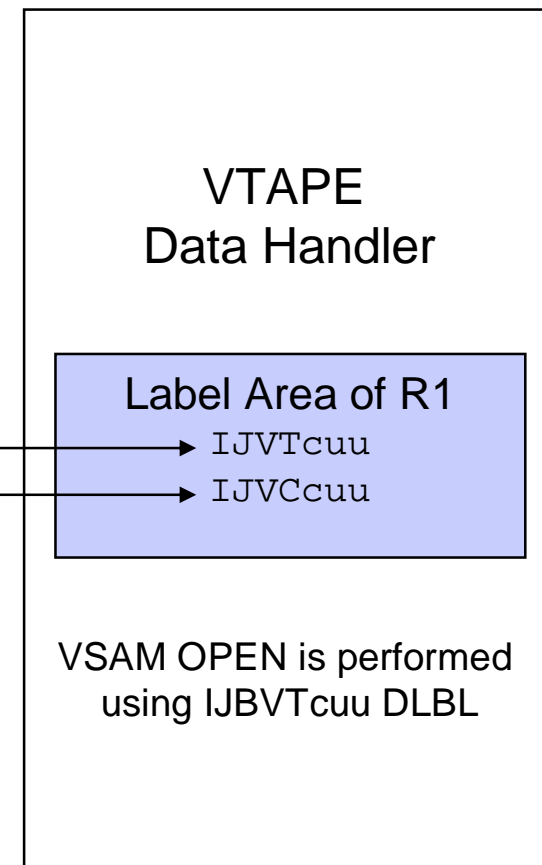 VTAPE
Data Handler
Label Area of R1
IJVTcuu
IJVCcuu
VSAM OPEN is performed
using IJBVTcuu DLBL